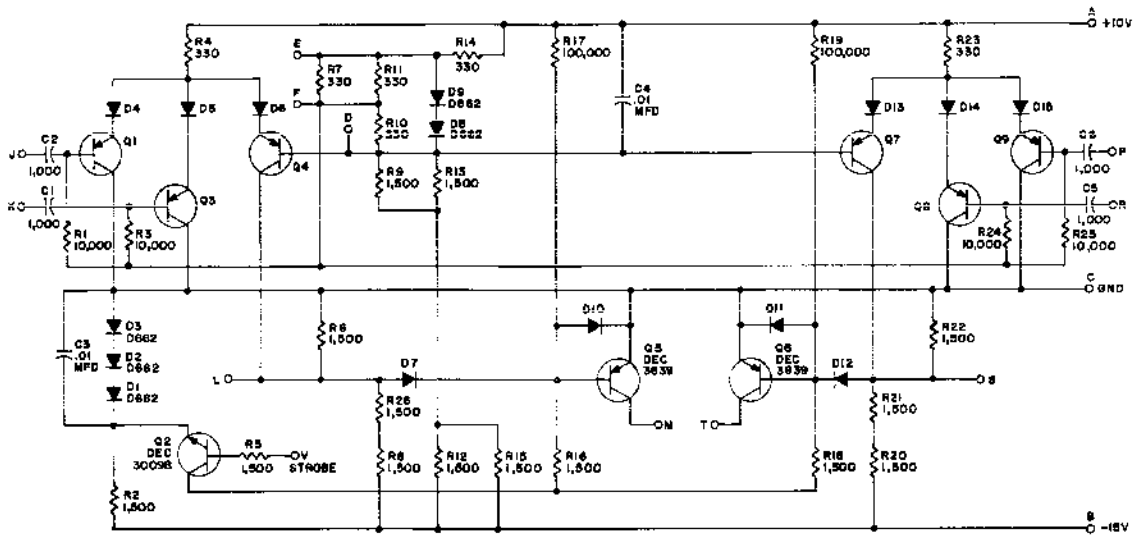 A
+10V
R4
330
E
R14
330
R17
100,000
R19
100,000
R23
330
R7
330
R11
330
D9
D662
C4
.01
MFD
D4
D5
D6
F
D8
D662
D13
D14
D15
R10
330
D
C2
1,000
J
Q1
Q4
Q7
Q9
C6
1,000
P
R9
1,500
R13
1,500
C1
1,000
K
Q3
Q8
C5
1,000
R
R1
10,000
R3
10,000
R24
10,000
R25
10,000
C
GND
D3
D662
C3
.01
MFD
D2
D662
D1
D662
R6
1,500
D10
D11
R22
1,500
L
D7
Q5
DEC
3639
Q6
DEC
3639
D12
S
R26
1,500
R21
1,500
N
T
Q2
DEC
3009B
R5
1,500
V
STROBE
R8
1,500
R12
1,500
R15
1,500
R16
1,500
R18
1,500
R20
1,500
R2
1,500
B
-15V